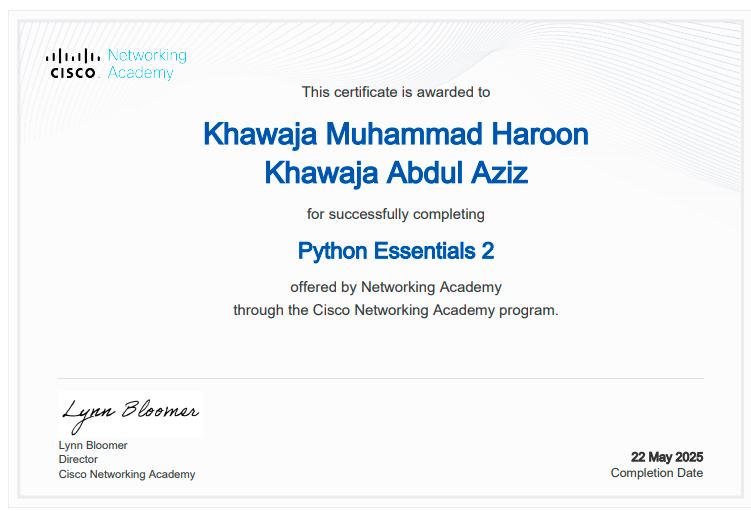 Networking
CISCO. Academy
This certificate is awarded to
Khawaja Muhammad Haroon
Khawaja Abdul Aziz
for successfully completing
Python Essentials 2
offered by Networking Academy
through the Cisco Networking Academy program.
Lynn Bloomer
Lynn Bloomer
Director
Cisco Networking Academy
22 May 2025
Completion Date